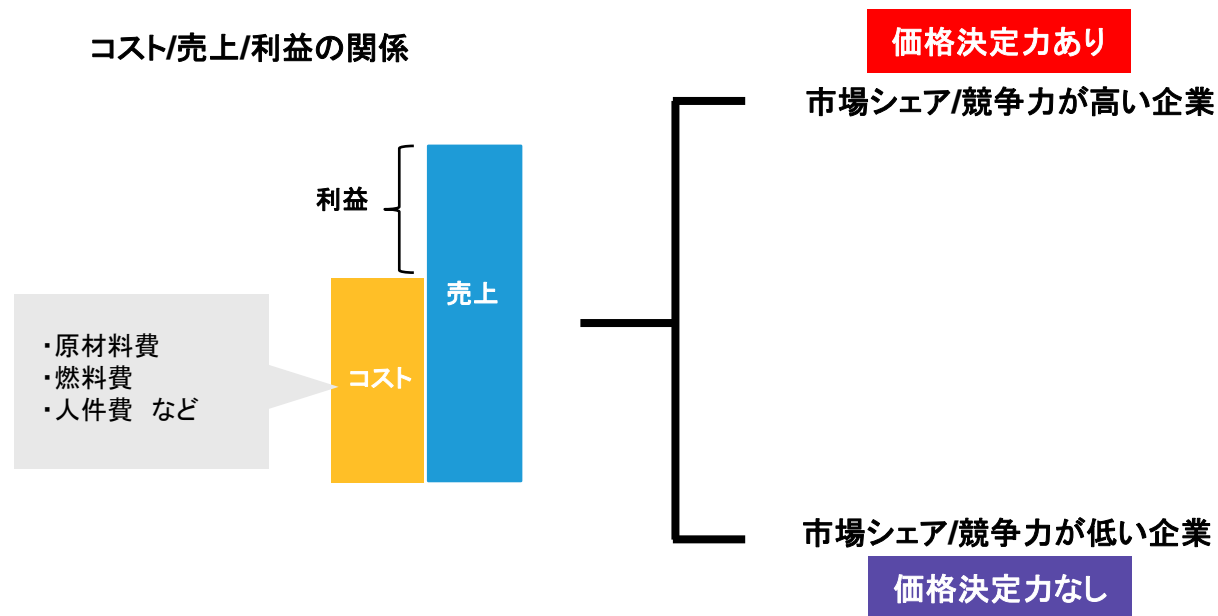 コスト/売上/利益の関係
利益
売上
コスト
・原材料費
・燃料費
・人件費　など
価格決定力あり
市場シェア/競争力が高い企業
市場シェア/競争力が低い企業
価格決定力なし